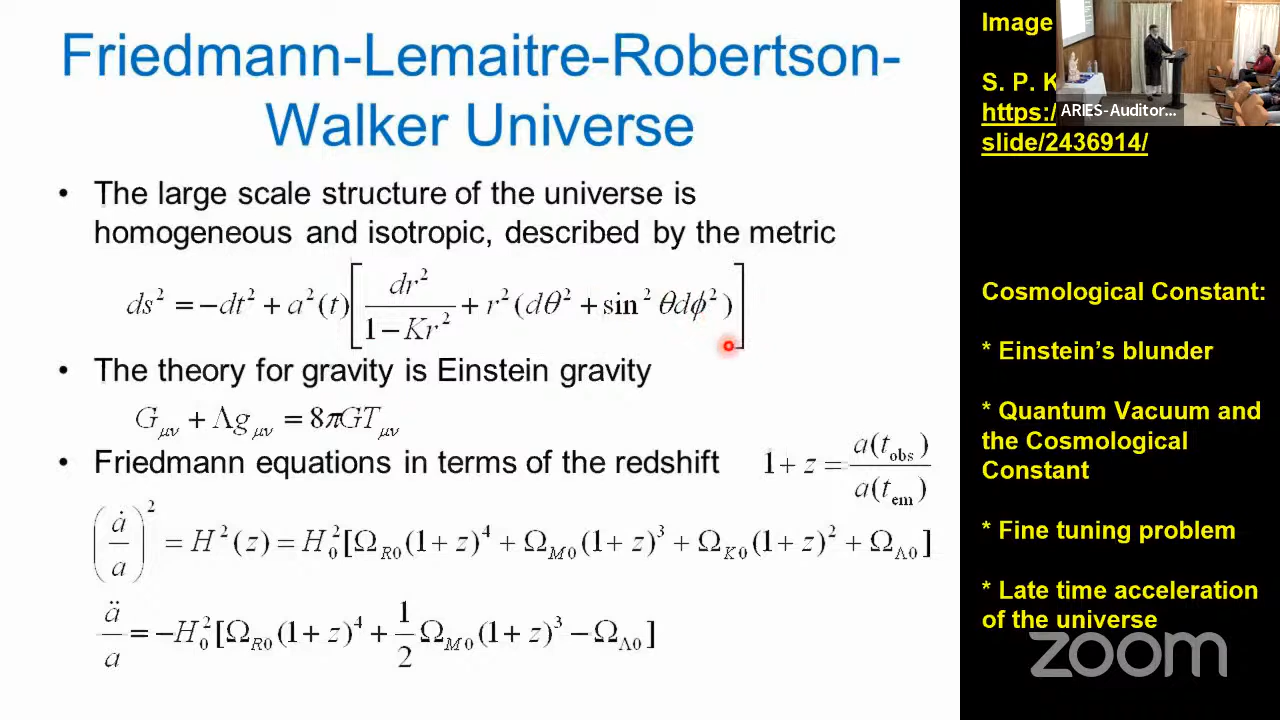 Friedmann-Lemaitre-Robertson-
Walker Universe
• The large scale structure of the universe is
homogeneous and isotropic, described by the metric
ds² = −dt² + a²(t)[dr²/(1 − Kr²) + r²(dθ² + sin²θdϕ²)]
• The theory for gravity is Einstein gravity
G_μν + Λg_μν = 8πGT_μν
• Friedmann equations in terms of the redshift 1 + z = a(t_obs)/a(t_em)
(ȧ/a)² = H²(z) = H₀²[Ω_R0(1 + z)⁴ + Ω_M0(1 + z)³ + Ω_K0(1 + z)² + Ω_Λ0]
ä/a = −H₀²[Ω_R0(1 + z)⁴ + 1/2 Ω_M0(1 + z)³ − Ω_Λ0]
Image
S. P. K
https:/
slide/2436914/
ARIES-Auditor...
Cosmological Constant:
* Einstein's blunder
* Quantum Vacuum and
the Cosmological
Constant
* Fine tuning problem
* Late time acceleration
of the universe
zoom